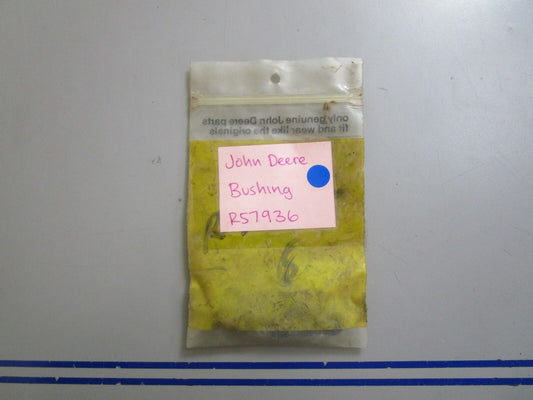 only genuine John Deere parts
fit and wear like the originals
John Deere
Bushing
R57936